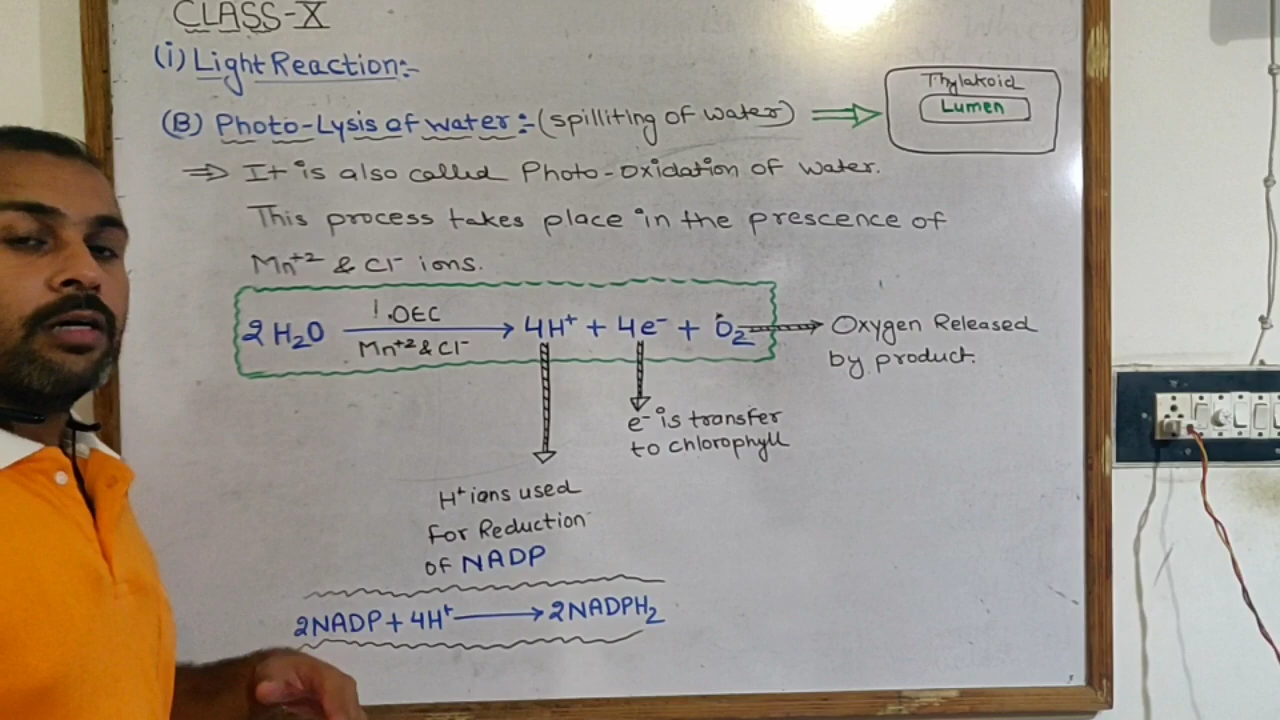 CLASS-X
(i) Light Reaction:-
(B) Photo-Lysis of water:- (spilliting of water) ⇒
Thylakoid
Lumen
⇒ It is also called Photo-oxidation of water.
This process takes place in the prescence of
Mn⁺² & Cl⁻ ions.
2H₂O → 4H⁺ + 4e⁻ + O₂ → Oxygen Released
by product.
1.OEC
Mn⁺² & Cl⁻
e⁻ is transfer
to chlorophyll
H⁺ ions used
For Reduction
of NADP
2NADP + 4H⁺ → 2NADPH₂